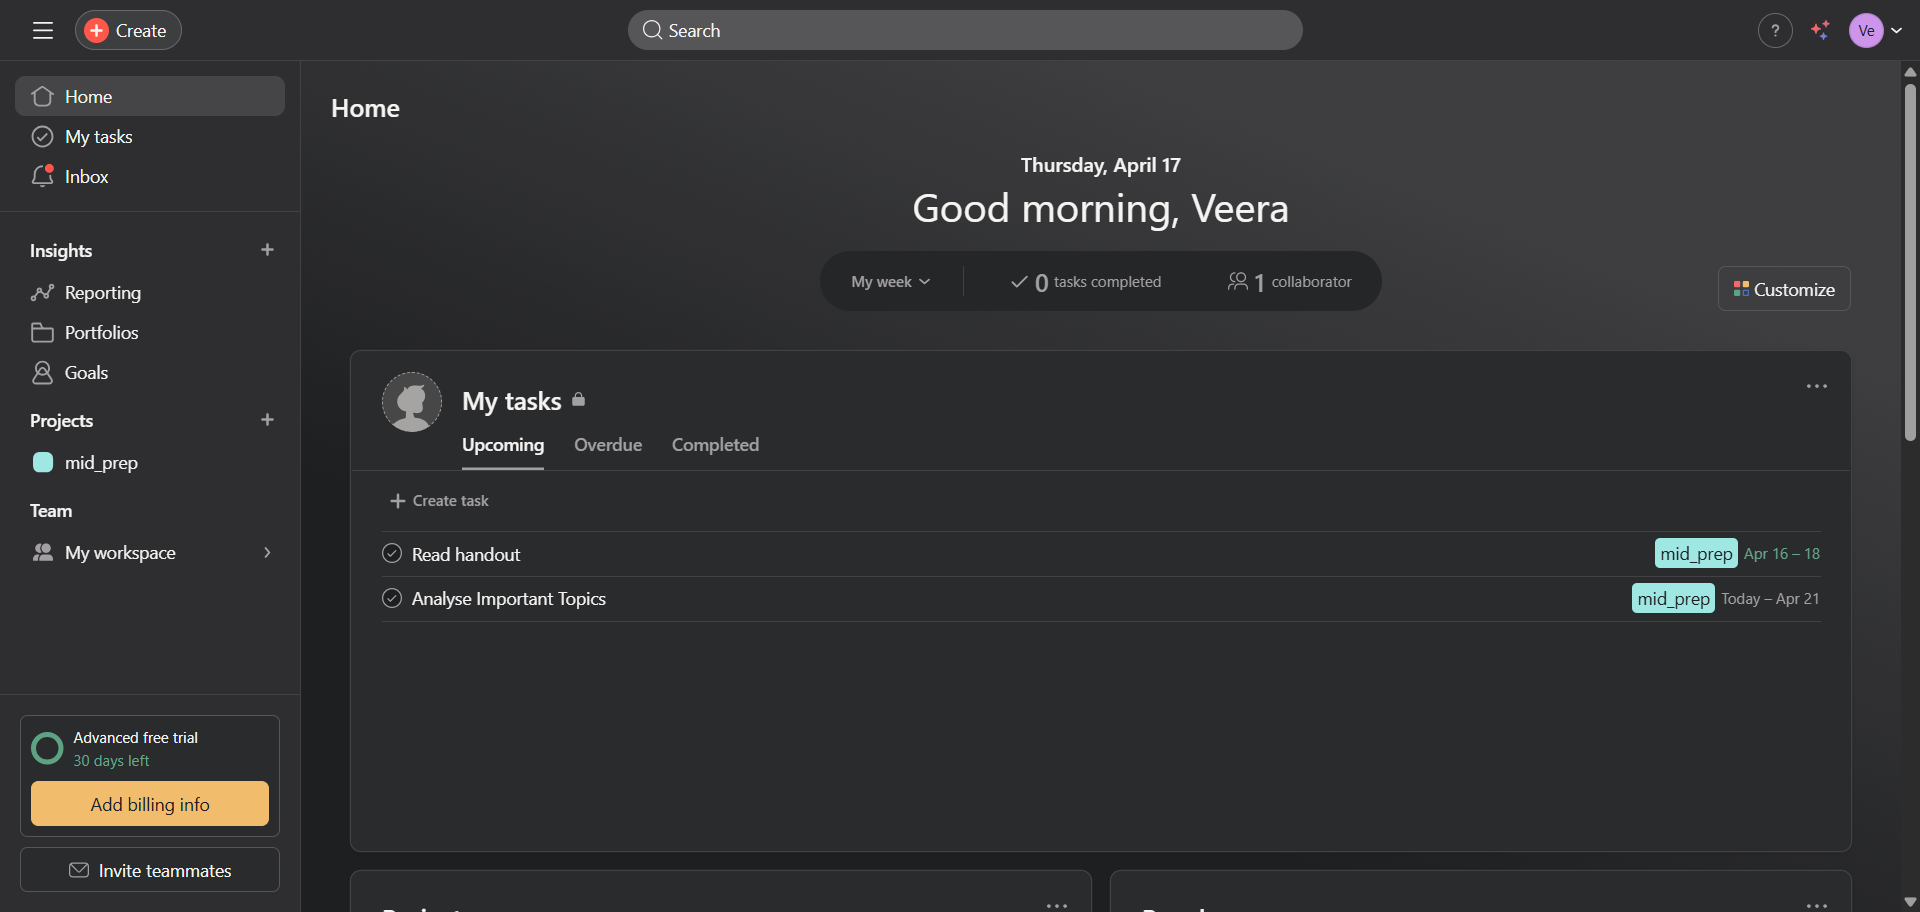 Create
Search
?
Ve
Home
My tasks
Inbox
Insights
Reporting
Portfolios
Goals
Projects
mid_prep
Team
My workspace
Advanced free trial
30 days left
Add billing info
Invite teammates
Home
Thursday, April 17
Good morning, Veera
My week
0 tasks completed
1 collaborator
Customize
My tasks
Upcoming Overdue Completed
Create task
Read handout mid_prep Apr 16 – 18
Analyse Important Topics mid_prep Today – Apr 21